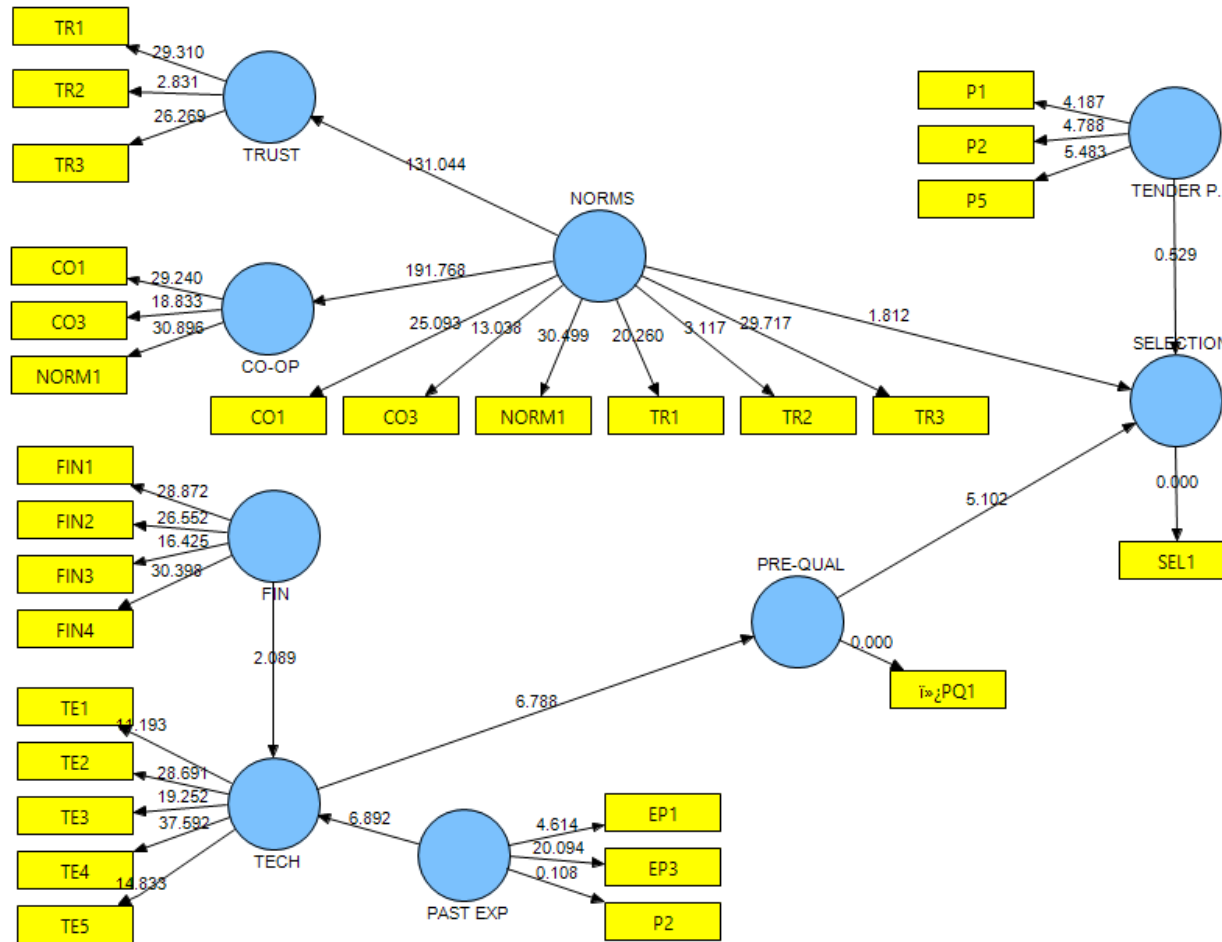 TR1
29.310
TR2
2.831
TR3
26.269
TRUST
131.044
NORMS
P1
4.187
P2
4.788
P5
5.483
TENDER P.
0.529
CO1
29.240
CO3
18.833
NORM1
30.896
CO-OP
191.768
25.093
13.038
30.499
20.260
3.117
29.717
1.812
CO1
CO3
NORM1
TR1
TR2
TR3
SELECTION
0.000
SEL1
FIN1
28.872
FIN2
26.552
FIN3
16.425
FIN4
30.398
FIN
2.089
5.102
PRE-QUAL
0.000
ï»¿PQ1
6.788
TE1
11.193
TE2
28.691
TE3
19.252
TE4
37.592
TE5
14.833
TECH
6.892
PAST EXP
4.614
EP1
20.094
EP3
0.108
P2